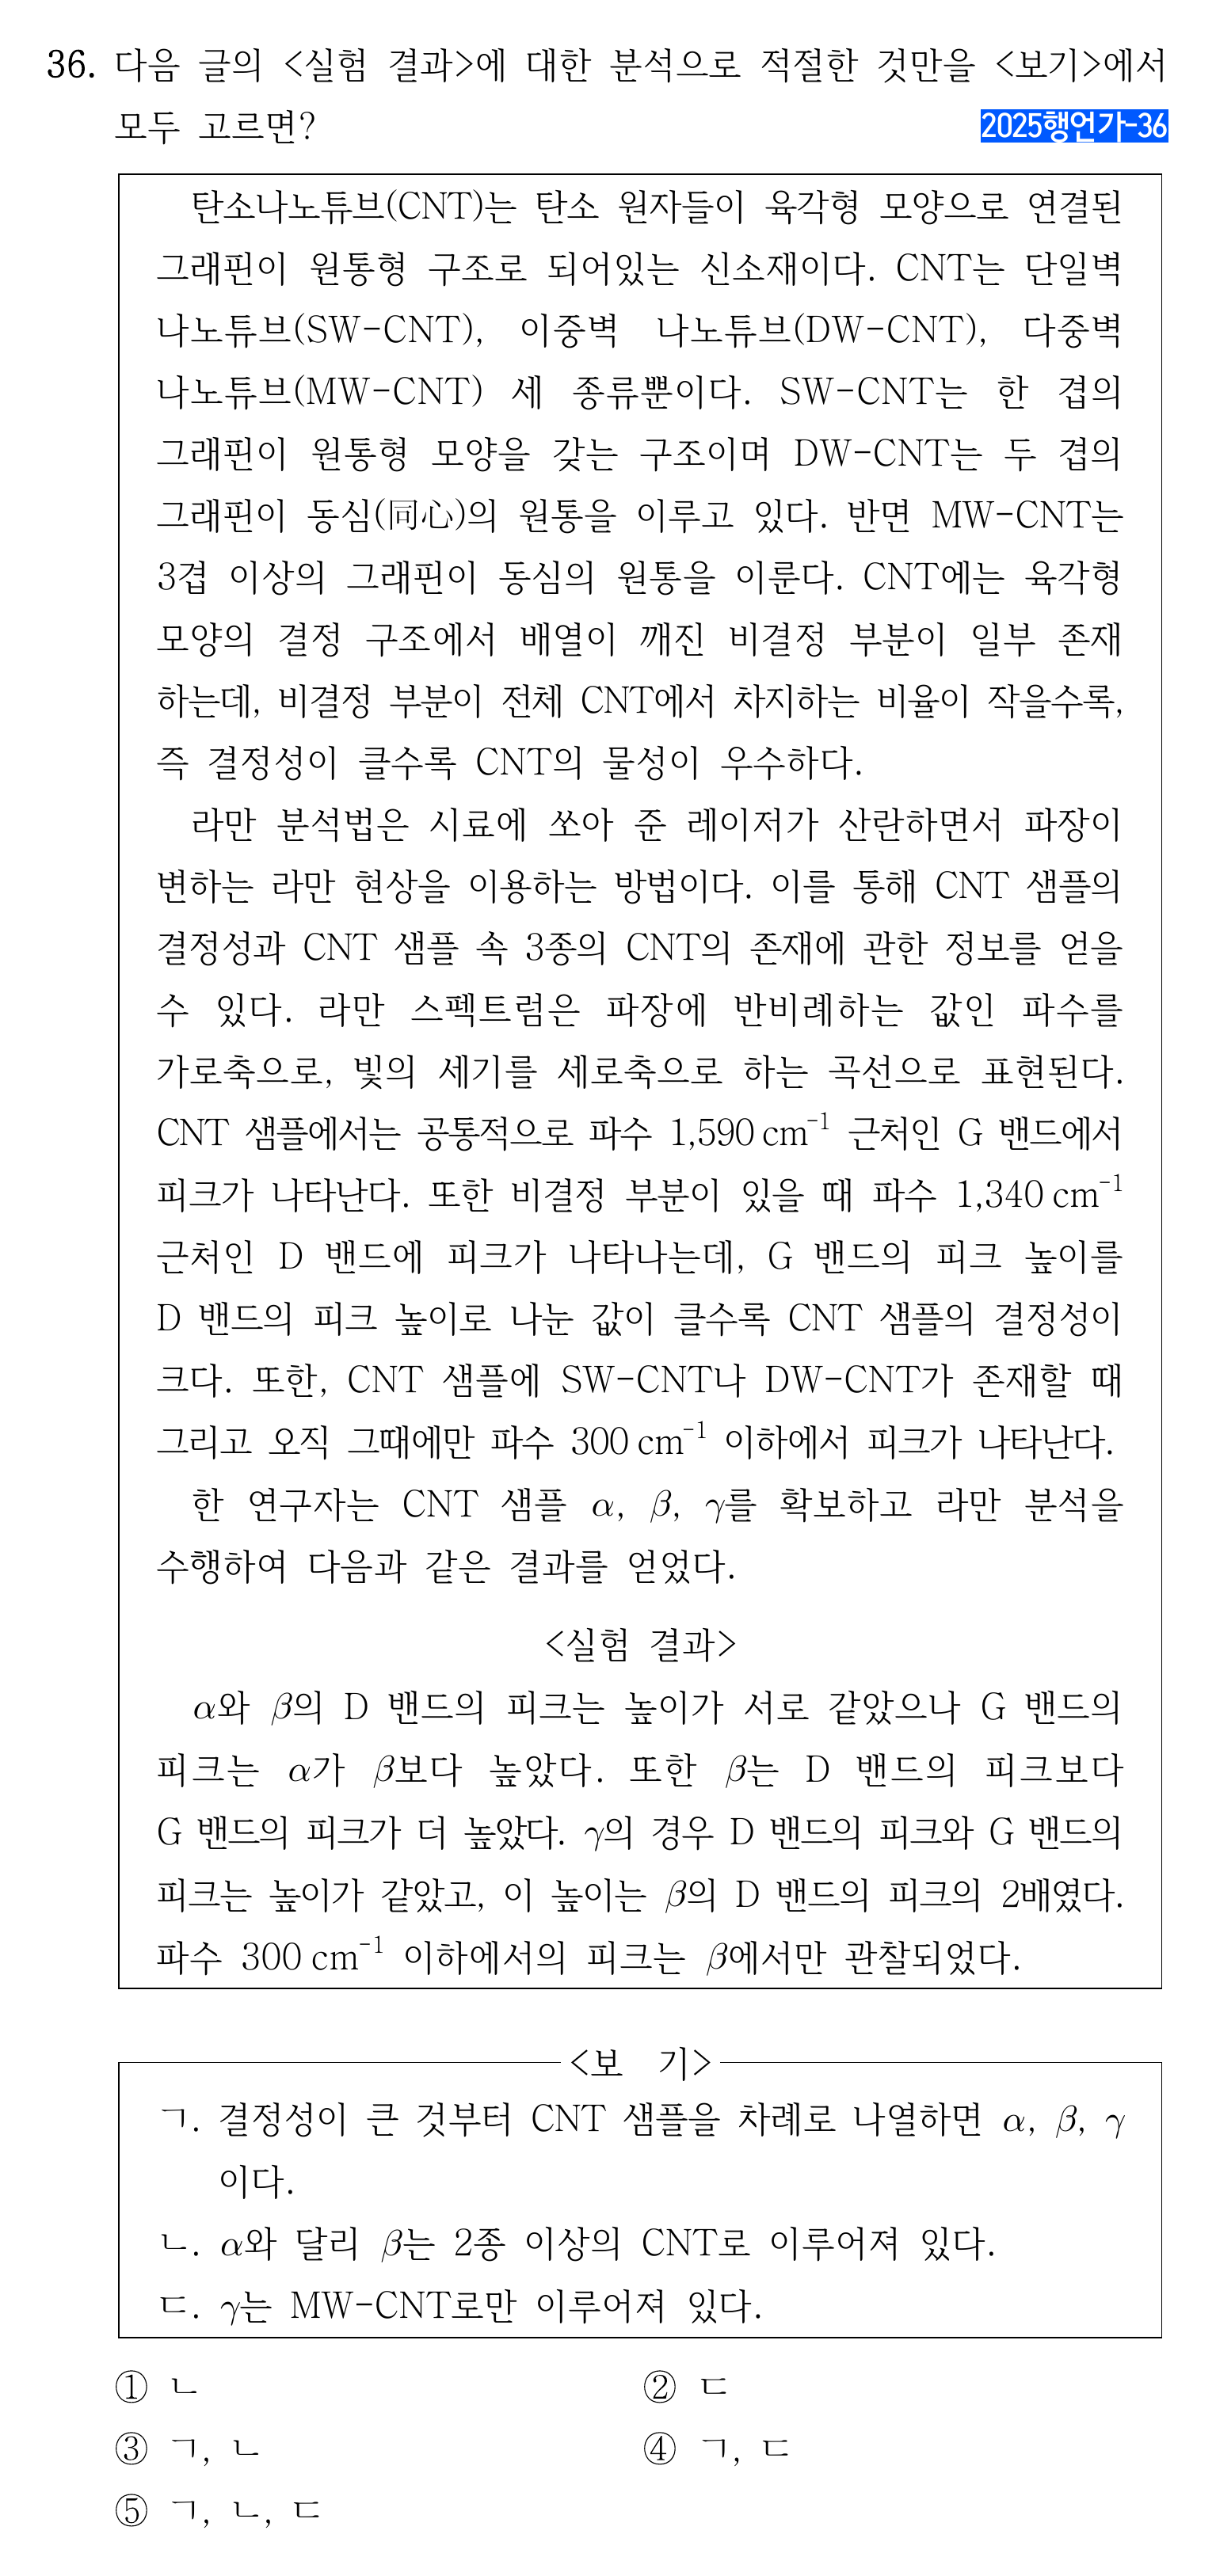 36. 다음 글의 <실험 결과>에 대한 분석으로 적절한 것만을 <보기>에서
모두 고르면?
2025행언가-36
탄소나노튜브(CNT)는 탄소 원자들이 육각형 모양으로 연결된
그래핀이 원통형 구조로 되어있는 신소재이다. CNT는 단일벽
나노튜브(SW-CNT), 이중벽 나노튜브(DW-CNT), 다중벽
나노튜브(MW-CNT) 세 종류뿐이다. SW-CNT는 한 겹의
그래핀이 원통형 모양을 갖는 구조이며 DW-CNT는 두 겹의
그래핀이 동심(同心)의 원통을 이루고 있다. 반면 MW-CNT는
3겹 이상의 그래핀이 동심의 원통을 이룬다. CNT에는 육각형
모양의 결정 구조에서 배열이 깨진 비결정 부분이 일부 존재
하는데, 비결정 부분이 전체 CNT에서 차지하는 비율이 작을수록,
즉 결정성이 클수록 CNT의 물성이 우수하다.
라만 분석법은 시료에 쏘아 준 레이저가 산란하면서 파장이
변하는 라만 현상을 이용하는 방법이다. 이를 통해 CNT 샘플의
결정성과 CNT 샘플 속 3종의 CNT의 존재에 관한 정보를 얻을
수 있다. 라만 스펙트럼은 파장에 반비례하는 값인 파수를
가로축으로, 빛의 세기를 세로축으로 하는 곡선으로 표현된다.
CNT 샘플에서는 공통적으로 파수 1,590 cm⁻¹ 근처인 G 밴드에서
피크가 나타난다. 또한 비결정 부분이 있을 때 파수 1,340 cm⁻¹
근처인 D 밴드에 피크가 나타나는데, G 밴드의 피크 높이를
D 밴드의 피크 높이로 나눈 값이 클수록 CNT 샘플의 결정성이
크다. 또한, CNT 샘플에 SW-CNT나 DW-CNT가 존재할 때
그리고 오직 그때에만 파수 300 cm⁻¹ 이하에서 피크가 나타난다.
한 연구자는 CNT 샘플 α, β, γ를 확보하고 라만 분석을
수행하여 다음과 같은 결과를 얻었다.
<실험 결과>
α와 β의 D 밴드의 피크는 높이가 서로 같았으나 G 밴드의
피크는 α가 β보다 높았다. 또한 β는 D 밴드의 피크보다
G 밴드의 피크가 더 높았다. γ의 경우 D 밴드의 피크와 G 밴드의
피크는 높이가 같았고, 이 높이는 β의 D 밴드의 피크의 2배였다.
파수 300 cm⁻¹ 이하에서의 피크는 β에서만 관찰되었다.
<보 기>
ㄱ. 결정성이 큰 것부터 CNT 샘플을 차례로 나열하면 α, β, γ
이다.
ㄴ. α와 달리 β는 2종 이상의 CNT로 이루어져 있다.
ㄷ. γ는 MW-CNT로만 이루어져 있다.
① ㄴ ② ㄷ
③ ㄱ, ㄴ ④ ㄱ, ㄷ
⑤ ㄱ, ㄴ, ㄷ